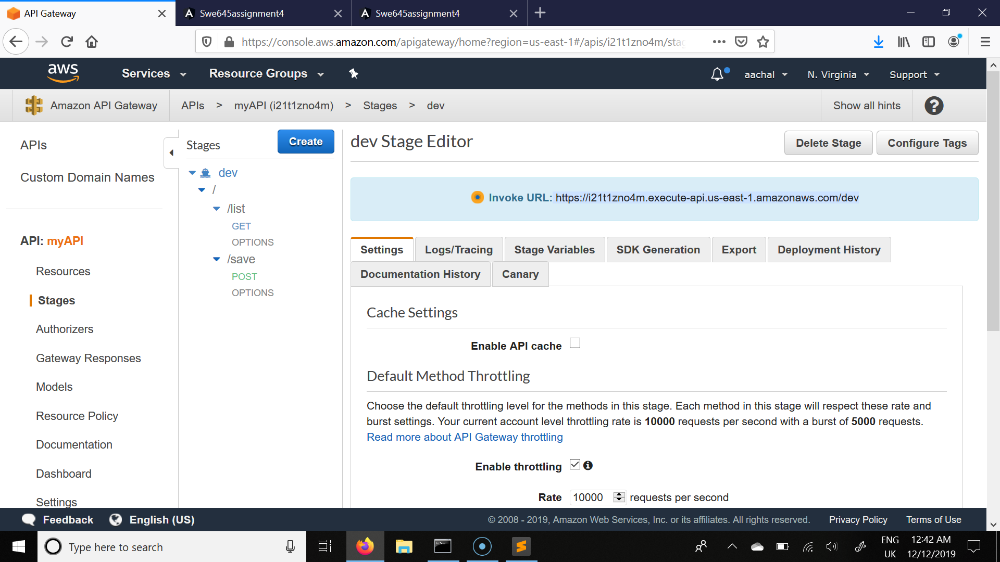 API Gateway
Swe645assignment4
Swe645assignment4
https://console.aws.amazon.com/apigateway/home?region=us-east-1#/apis/i21t1zno4m/stag
aws
Services
Resource Groups
aachal
N. Virginia
Support
Amazon API Gateway
APIs > myAPI (i21t1zno4m) > Stages > dev
Show all hints
?
APIs
Custom Domain Names
API: myAPI
Resources
Stages
Authorizers
Gateway Responses
Models
Resource Policy
Documentation
Dashboard
Settings
Stages
Create
dev
/
/list
GET
OPTIONS
/save
POST
OPTIONS
dev Stage Editor
Delete Stage
Configure Tags
Invoke URL: https://i21t1zno4m.execute-api.us-east-1.amazonaws.com/dev
Settings
Logs/Tracing
Stage Variables
SDK Generation
Export
Deployment History
Documentation History
Canary
Cache Settings
Enable API cache
Default Method Throttling
Choose the default throttling level for the methods in this stage. Each method in this stage will respect these rate and
burst settings. Your current account level throttling rate is 10000 requests per second with a burst of 5000 requests.
Read more about API Gateway throttling
Enable throttling
Rate 10000 requests per second
Feedback
English (US)
© 2008 - 2019, Amazon Web Services, Inc. or its affiliates. All rights reserved.
Privacy Policy
Terms of Use
Type here to search
ENG
UK
12:42 AM
12/12/2019